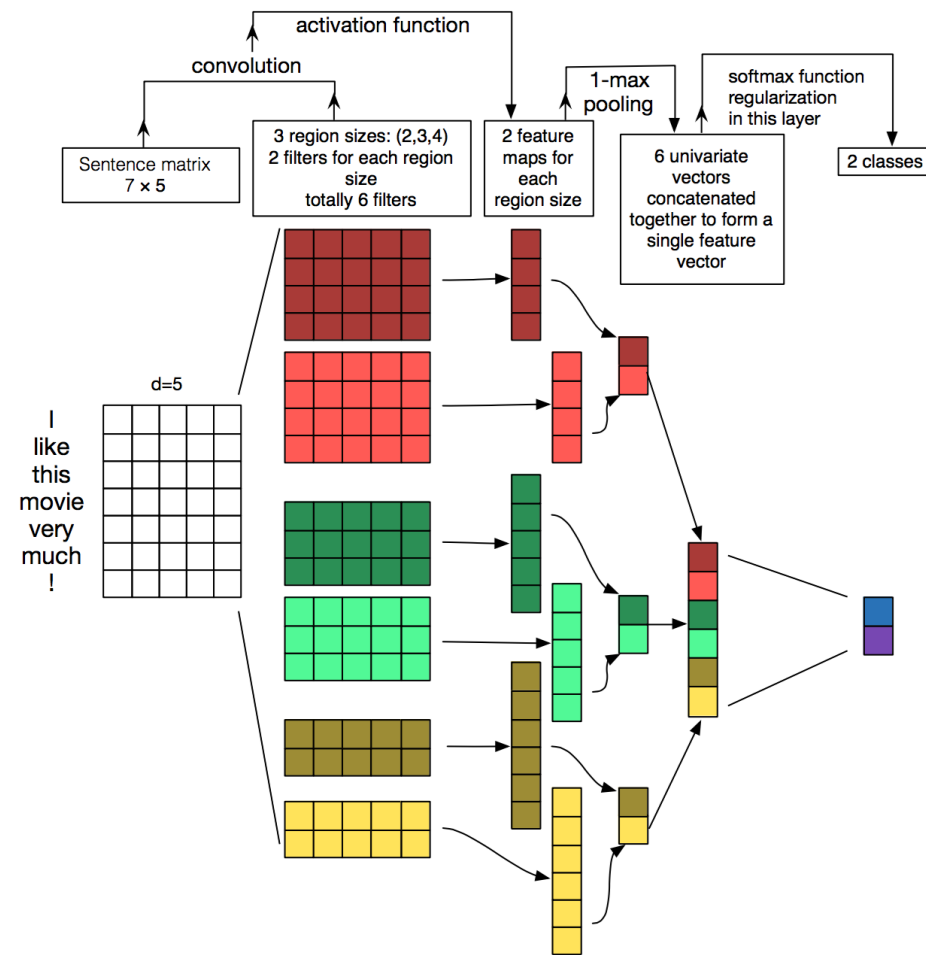 activation function
convolution
1-max
pooling
softmax function
regularization
in this layer
Sentence matrix
7 × 5
3 region sizes: (2,3,4)
2 filters for each region
size
totally 6 filters
2 feature
maps for
each
region size
6 univariate
vectors
concatenated
together to form a
single feature
vector
2 classes
d=5
I
like
this
movie
very
much
!